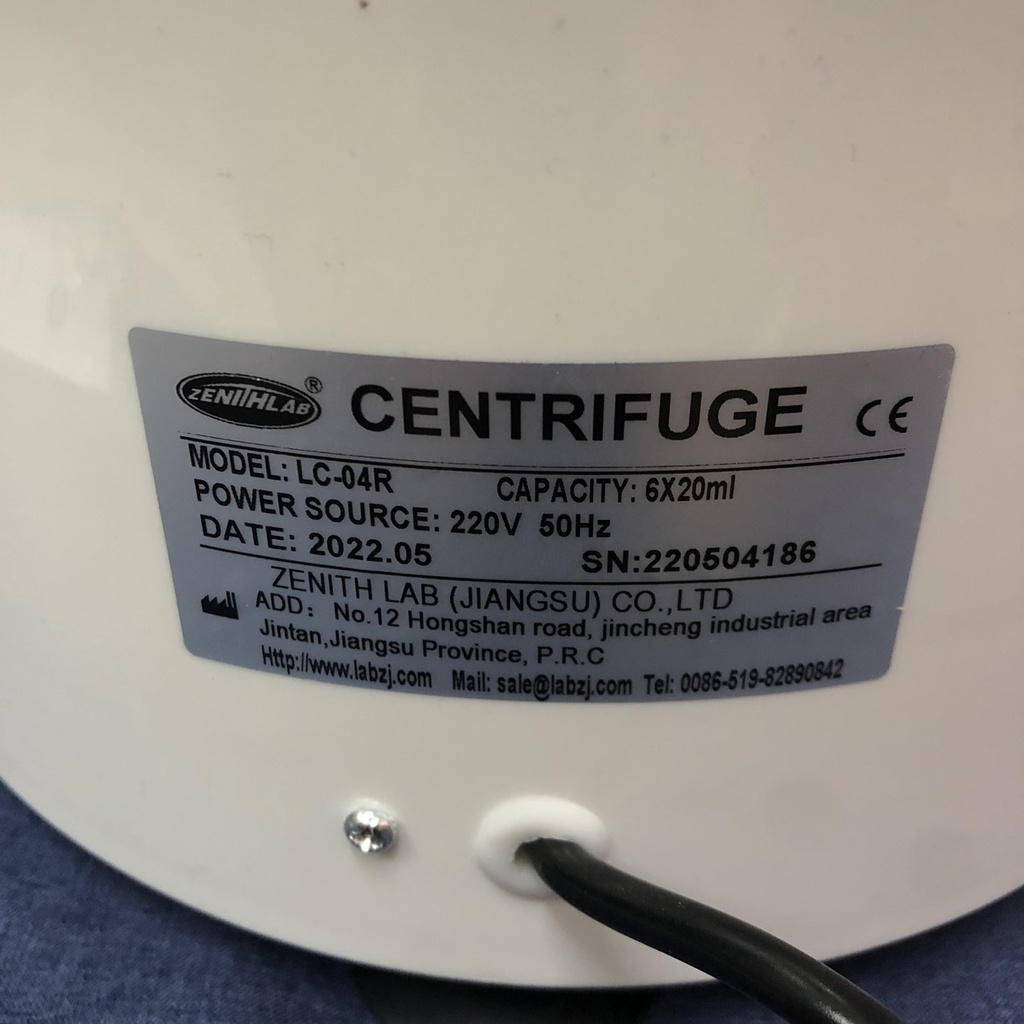 ZENITHLAB ® CENTRIFUGE CE
MODEL: LC-04R CAPACITY: 6X20ml
POWER SOURCE: 220V 50Hz
DATE: 2022.05 SN:220504186
ZENITH LAB (JIANGSU) CO.,LTD
ADD： No.12 Hongshan road, jincheng industrial area
Jintan,Jiangsu Province, P.R.C
Http://www.labzj.com Mail: sale@labzj.com Tel: 0086-519-82890842